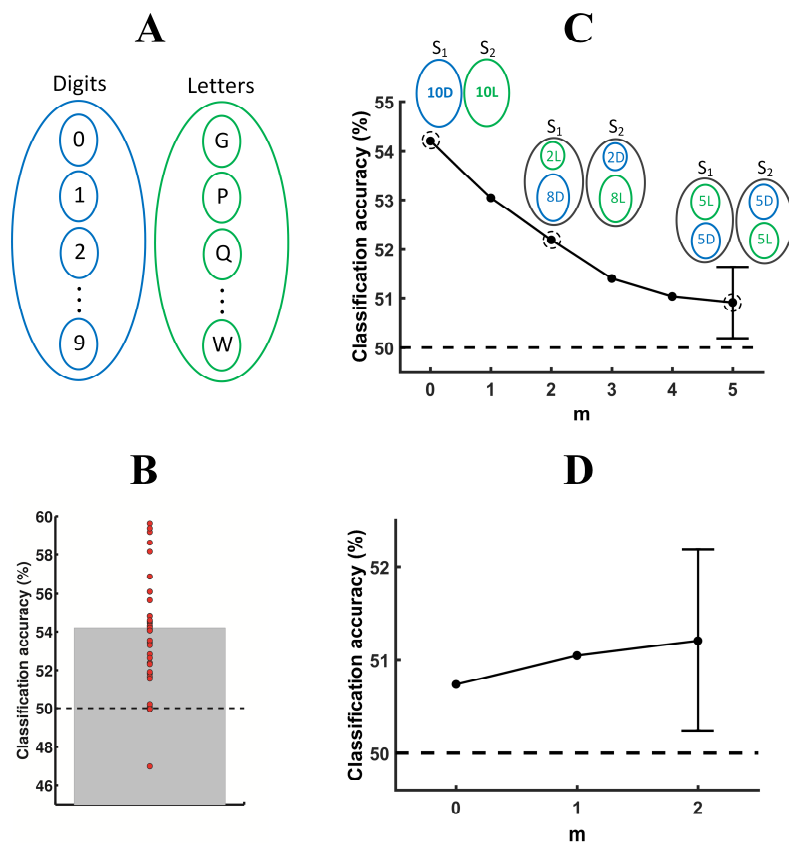 A
Digits
Letters
0
1
2
9
G
P
Q
W
C
S1
S2
10D
10L
S1
S2
2L
8D
2D
8L
S1
S2
5L
5D
5D
5L
Classification accuracy (%)
55
54
53
52
51
50
0 1 2 3 4 5
m
B
Classification accuracy (%)
60
58
56
54
52
50
48
46
D
Classification accuracy (%)
52
51
50
0 1 2
m